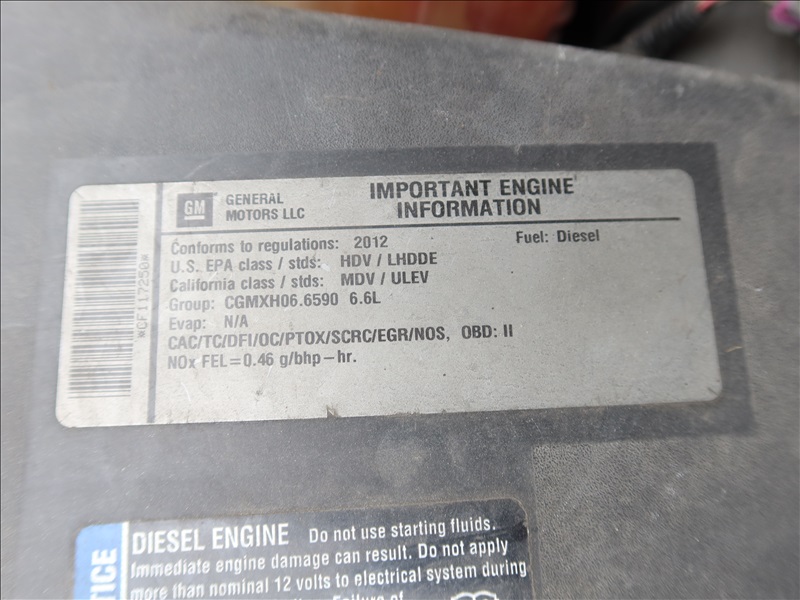 GM GENERAL MOTORS LLC
IMPORTANT ENGINE INFORMATION
Conforms to regulations: 2012 Fuel: Diesel
U.S. EPA class / stds: HDV / LHDDE
California class / stds: MDV / ULEV
Group: CGMXH06.6590 6.6L
Evap: N/A
CAC/TC/DFI/OC/PTOX/SCRC/EGR/NOS, OBD: II
NOx FEL=0.46 g/bhp-hr.
*CF117250*
TICE
DIESEL ENGINE Do not use starting fluids.
Immediate engine damage can result. Do not apply
more than nominal 12 volts to electrical system during